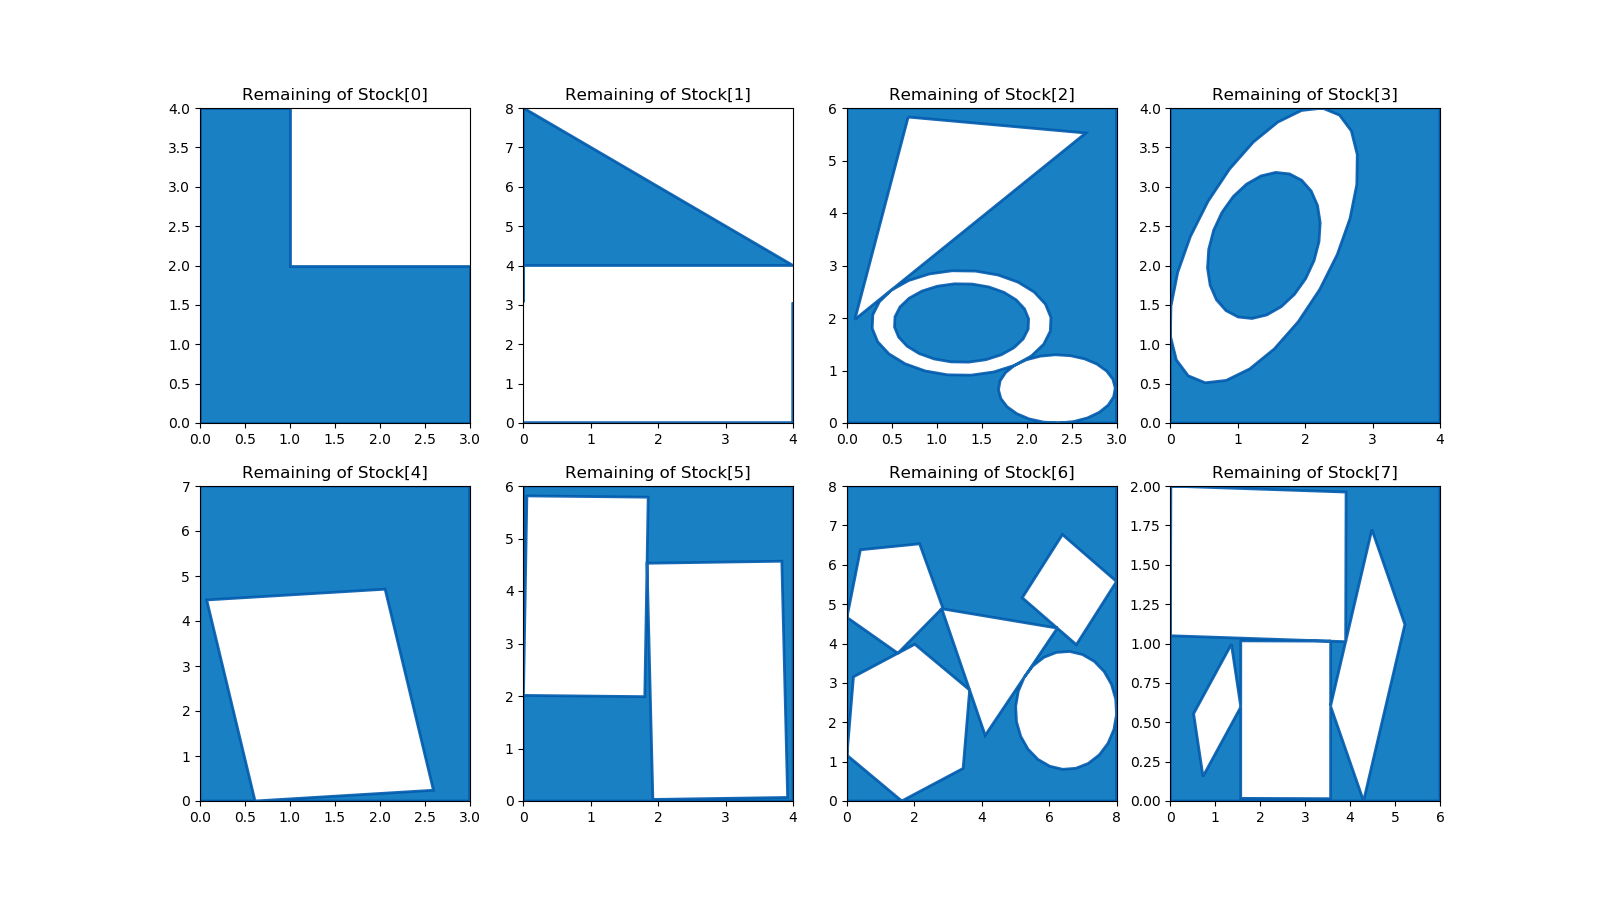 Remaining of Stock[0] Remaining of Stock[1] Remaining of Stock[2] Remaining of Stock[3]
4.0 8 6 4.0
3.5 7 5 3.5
3.0 6 4 3.0
2.5 5 3 2.5
2.0 4 2 2.0
1.5 3 1 1.5
1.0 2 0 1.0
0.5 1 0.5
0.0 0 0.0
0.0 0.5 1.0 1.5 2.0 2.5 3.0 0 1 2 3 4 0.0 0.5 1.0 1.5 2.0 2.5 3.0 0 1 2 3 4
Remaining of Stock[4] Remaining of Stock[5] Remaining of Stock[6] Remaining of Stock[7]
7 6 8 2.00
6 5 7 1.75
5 4 6 1.50
4 3 5 1.25
3 2 4 1.00
2 1 3 0.75
1 0 2 0.50
0 1 0.25
0 0.00
0.0 0.5 1.0 1.5 2.0 2.5 3.0 0 1 2 3 4 0 2 4 6 8 0 1 2 3 4 5 6